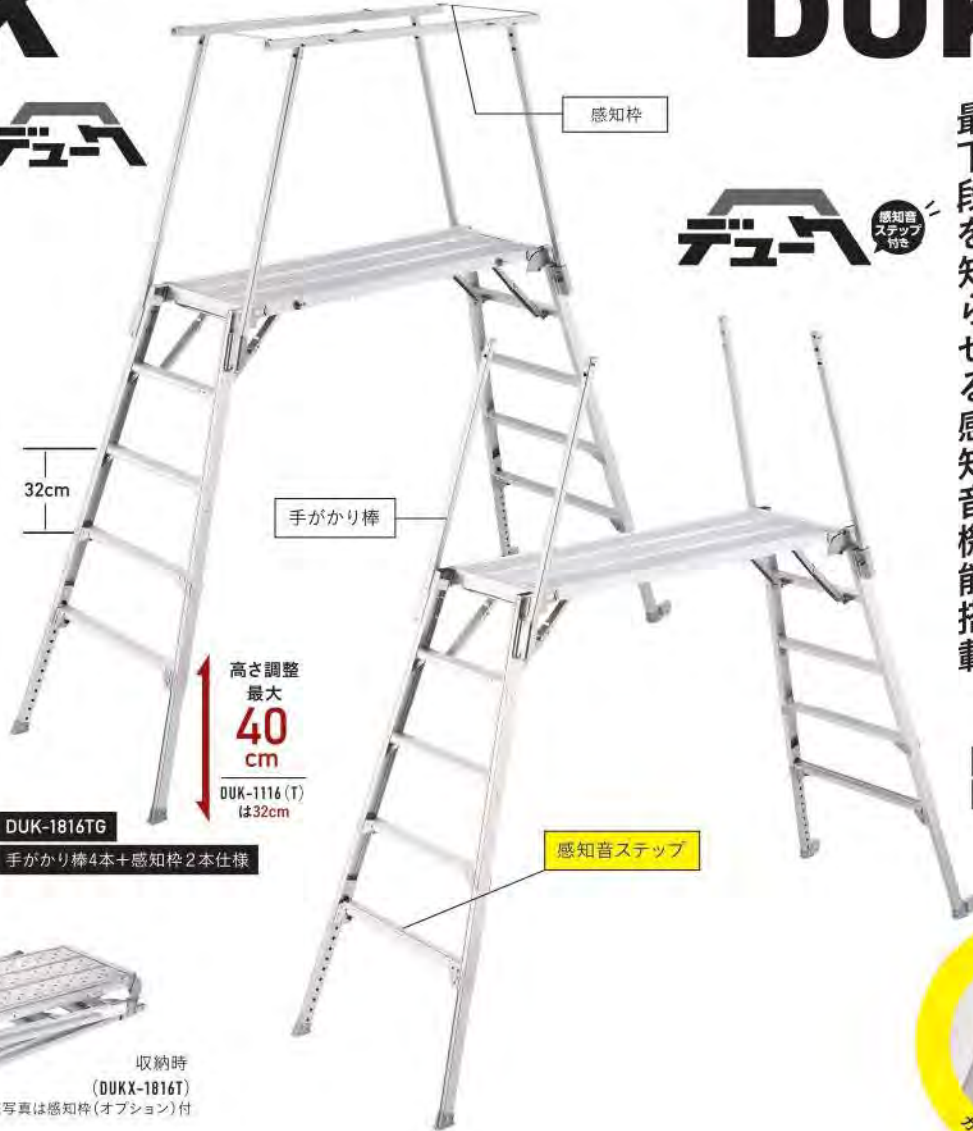 X
DUK
デューク
感知枠
デューク
感知音
ステップ
付き
最下段を知らせる感知音機能搭載
32cm
手がかり棒
高さ調整
最大
40
cm
DUK-1116(T)
は32cm
DUK-1816TG
手がかり棒4本+感知枠2本仕様
感知音ステップ
収納時
(DUKX-1816T)
写真は感知枠(オプション)付